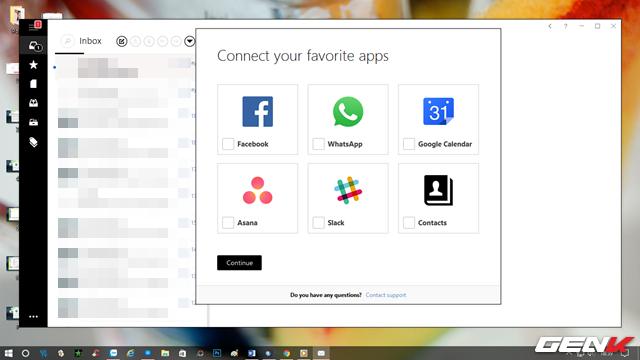 Inbox
Connect your favorite apps
31
Facebook
WhatsApp
Google Calendar
Asana
Slack
Contacts
Continue
Do you have any questions? Contact support
GENK